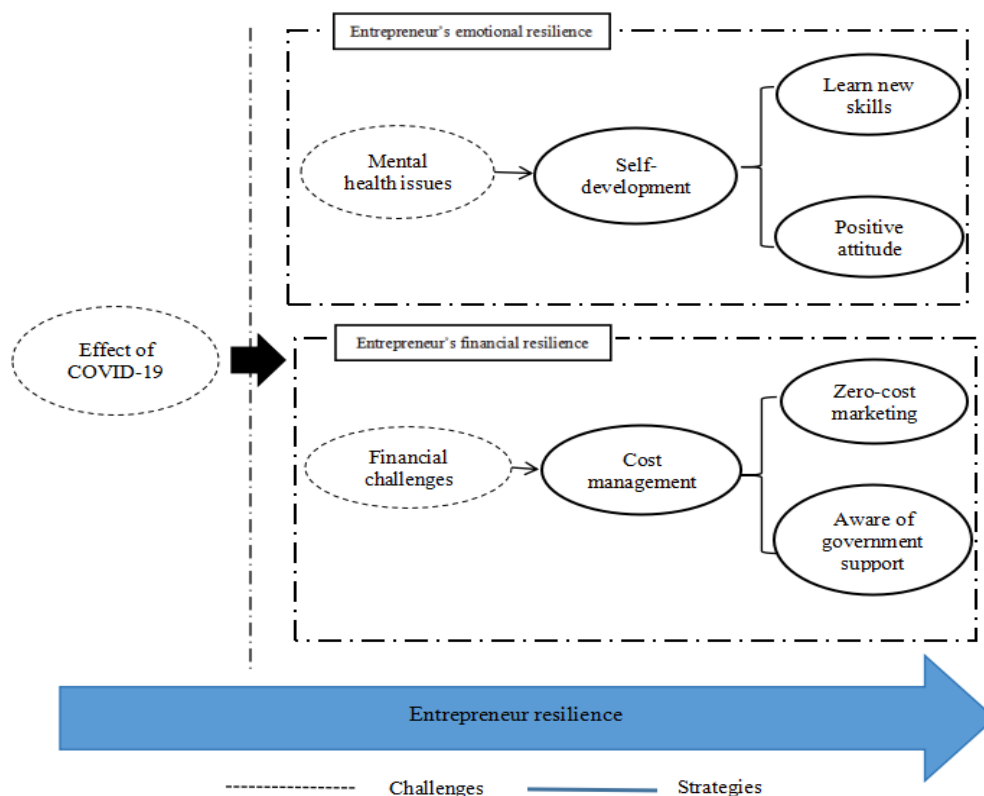 Entrepreneur's emotional resilience
Learn new
skills
Mental
health issues
Self-
development
Positive
attitude
Effect of
COVID-19
Entrepreneur's financial resilience
Zero-cost
marketing
Financial
challenges
Cost
management
Aware of
government
support
Entrepreneur resilience
Challenges
Strategies